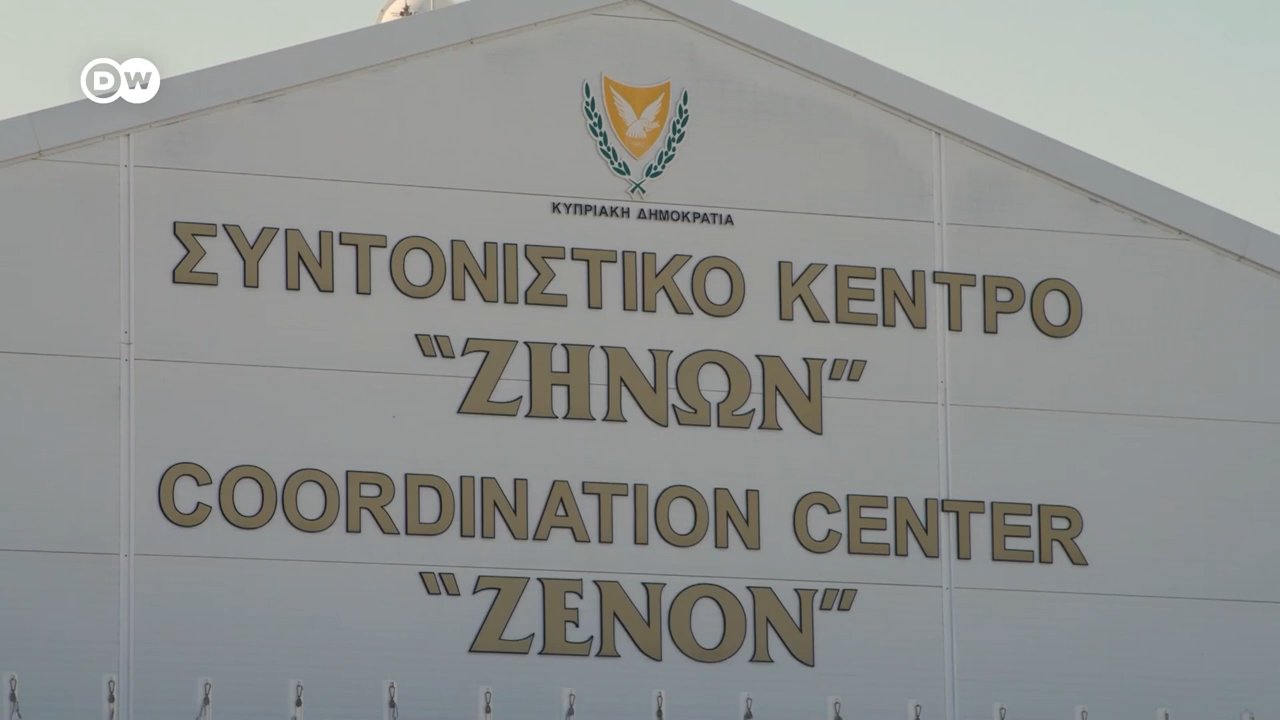 DW
ΚΥΠΡΙΑΚΗ ΔΗΜΟΚΡΑΤΙΑ
ΣΥΝΤΟΝΙΣΤΙΚΟ ΚΕΝΤΡΟ
"ΖΗΝΩΝ"
COORDINATION CENTER
"ZENON"